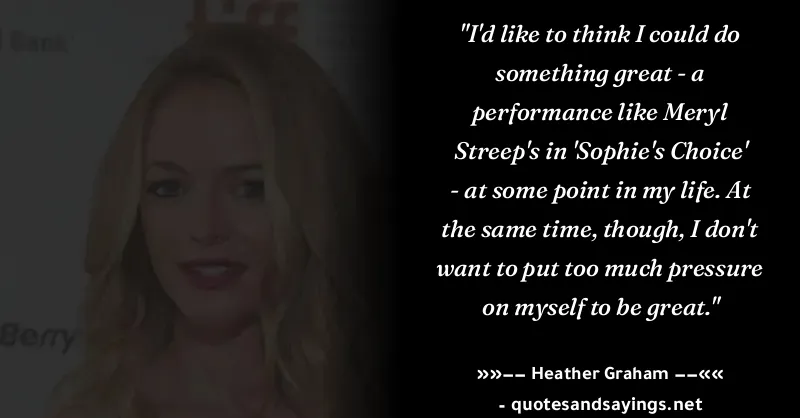 Bank
"I'd like to think I could do
something great - a
performance like Meryl
Streep's in 'Sophie's Choice'
- at some point in my life. At
the same time, though, I don't
want to put too much pressure
on myself to be great."
Berry
»»−− Heather Graham −−««
- quotesandsayings.net